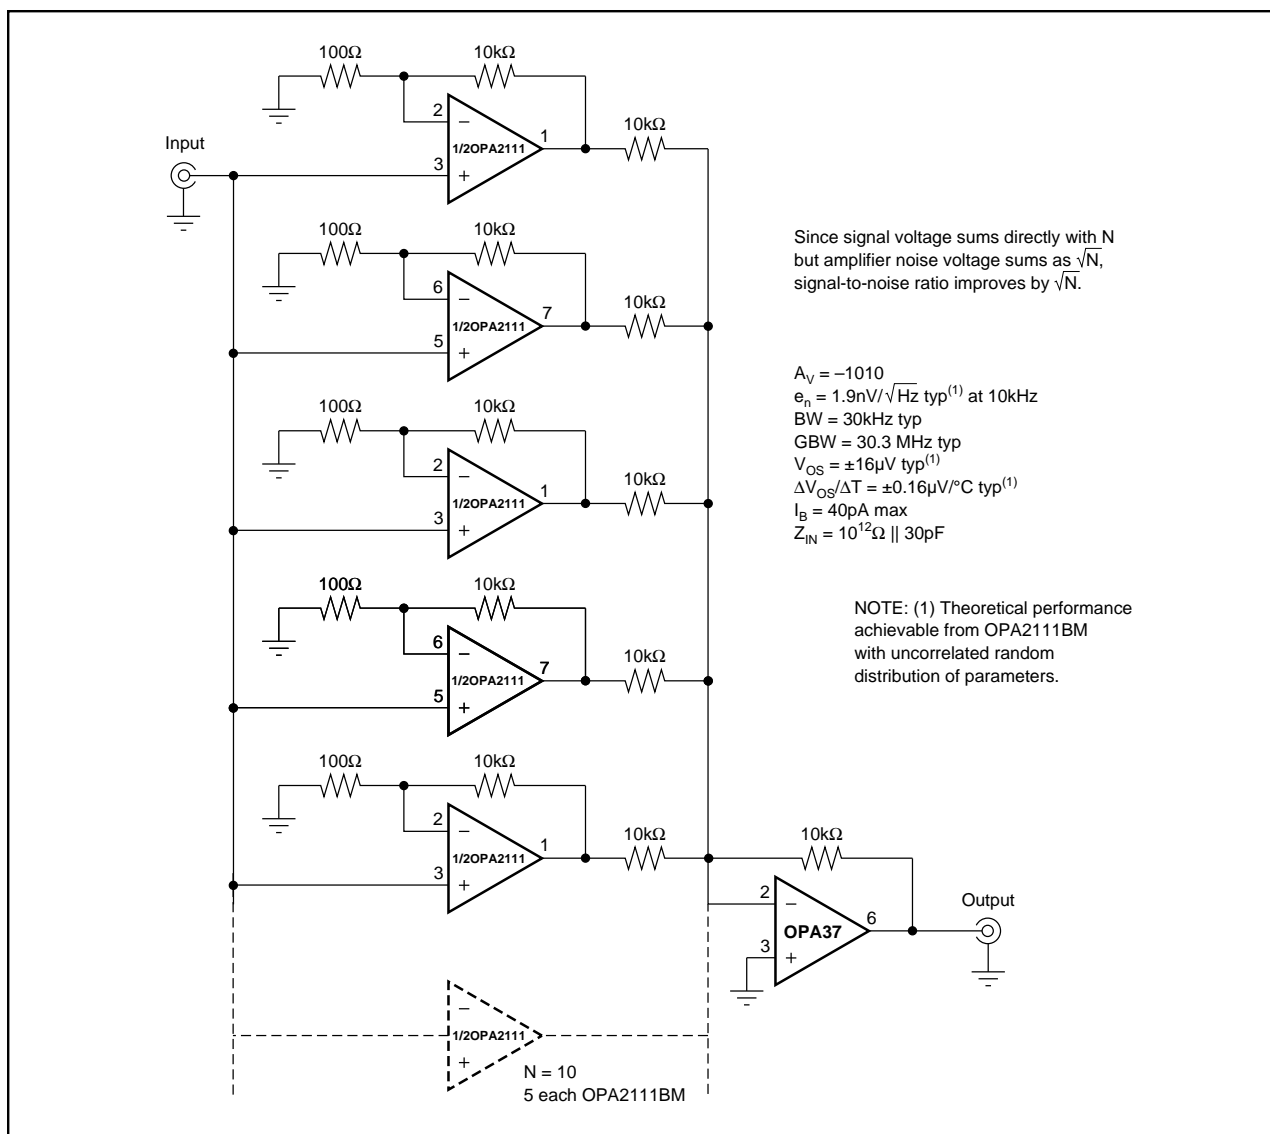 100Ω
10kΩ
2
−
1/2OPA2111
1
3
+
10kΩ
Input
100Ω
10kΩ
6
−
1/2OPA2111
7
5
+
10kΩ
Since signal voltage sums directly with N
but amplifier noise voltage sums as √N,
signal-to-noise ratio improves by √N.
100Ω
10kΩ
2
−
1/2OPA2111
1
3
+
10kΩ
A_V = –1010
e_n = 1.9nV/√Hz typ(1) at 10kHz
BW = 30kHz typ
GBW = 30.3 MHz typ
V_OS = ±16µV typ(1)
ΔV_OS/ΔT = ±0.16µV/°C typ(1)
I_B = 40pA max
Z_IN = 10^12Ω || 30pF
100Ω
10kΩ
6
−
1/2OPA2111
7
5
+
10kΩ
NOTE: (1) Theoretical performance
achievable from OPA2111BM
with uncorrelated random
distribution of parameters.
100Ω
10kΩ
2
−
1/2OPA2111
1
3
+
10kΩ
10kΩ
2
−
OPA37
6
3
+
Output
−
1/2OPA2111
+
N = 10
5 each OPA2111BM